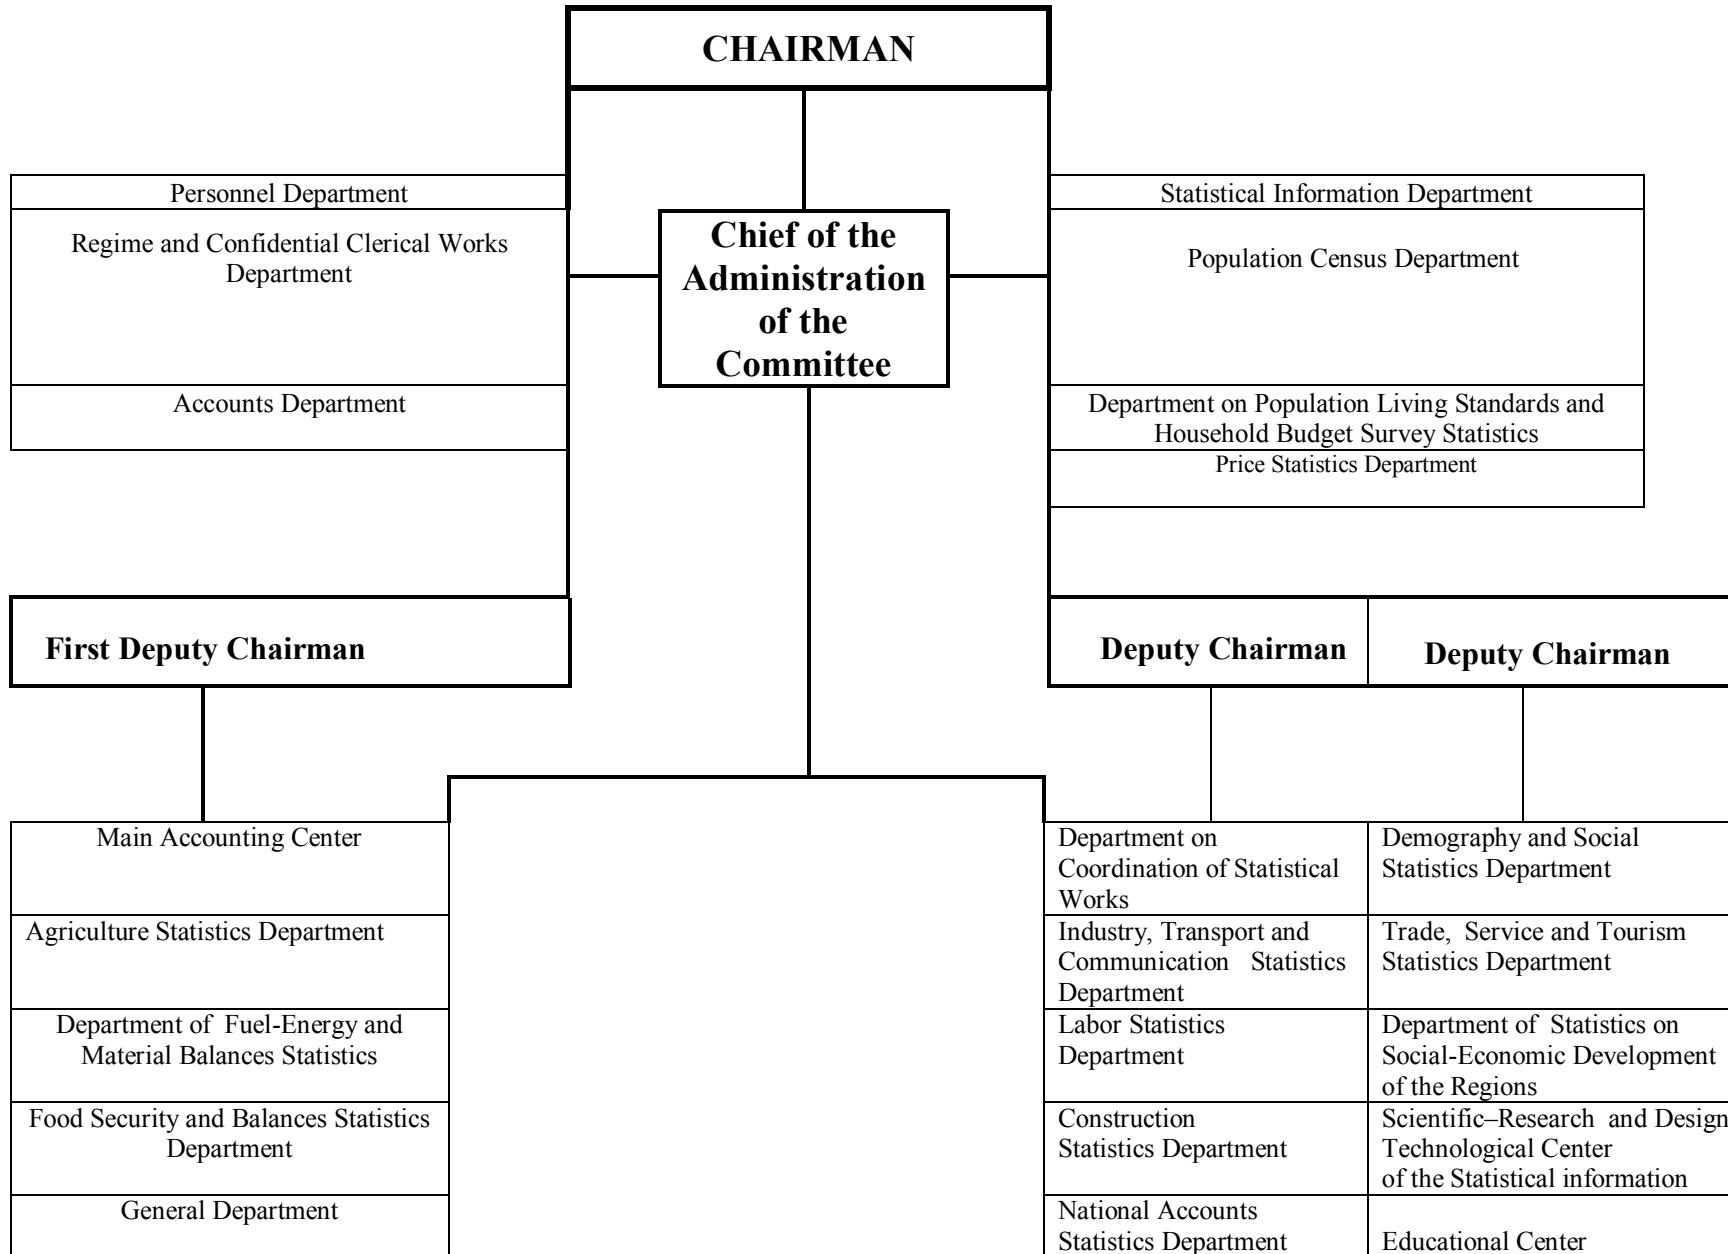 CHAIRMAN
Personnel Department
Regime and Confidential Clerical Works
Department
Accounts Department
Chief of the
Administration
of the
Committee
Statistical Information Department
Population Census Department
Department on Population Living Standards and
Household Budget Survey Statistics
Price Statistics Department
First Deputy Chairman
Deputy Chairman
Deputy Chairman
Main Accounting Center
Agriculture Statistics Department
Department of Fuel-Energy and
Material Balances Statistics
Food Security and Balances Statistics
Department
General Department
Department on
Coordination of Statistical
Works
Industry, Transport and
Communication Statistics
Department
Labor Statistics
Department
Construction
Statistics Department
National Accounts
Statistics Department
Demography and Social
Statistics Department
Trade, Service and Tourism
Statistics Department
Department of Statistics on
Social-Economic Development
of the Regions
Scientific–Research and Design
Technological Center
of the Statistical information
Educational Center